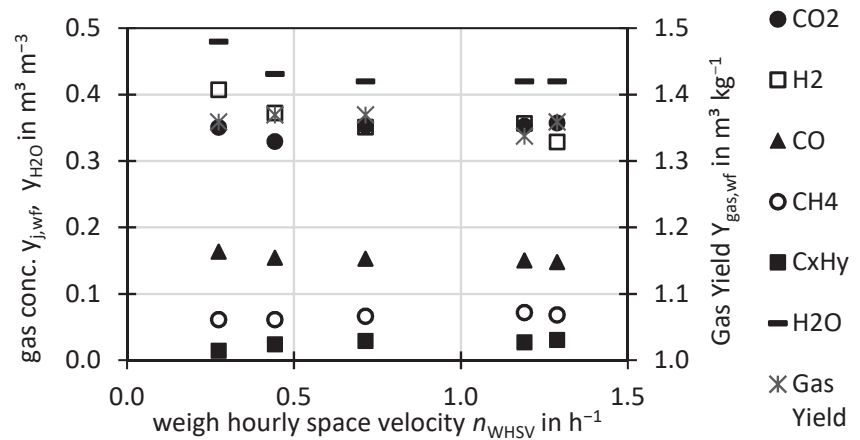 gas conc. yj,wf, yH2O in m³ m⁻³
0.5
0.4
0.3
0.2
0.1
0.0
0.0
0.5
1.0
1.5
weigh hourly space velocity nWHSV in h⁻¹
1.5
1.4
1.3
1.2
1.1
1.0
Gas Yield Ygas,wf in m³ kg⁻¹
CO2
H2
CO
CH4
CxHy
H2O
Gas
Yield